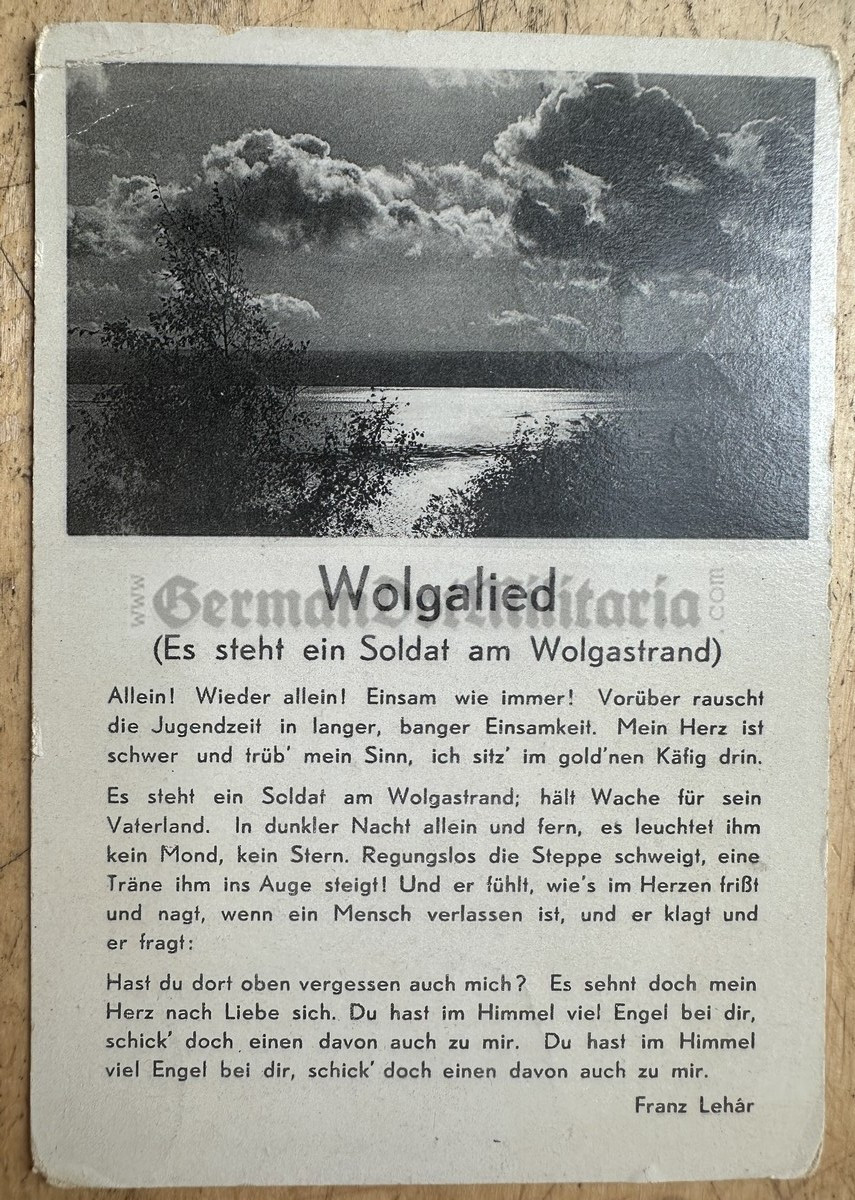 Wolgalied
www.GermanDotMilitaria.com
(Es steht ein Soldat am Wolgastrand)
Allein! Wieder allein! Einsam wie immer! Vorüber rauscht
die Jugendzeit in langer, banger Einsamkeit. Mein Herz ist
schwer und trüb' mein Sinn, ich sitz' im gold'nen Käfig drin.
Es steht ein Soldat am Wolgastrand; hält Wache für sein
Vaterland. In dunkler Nacht allein und fern, es leuchtet ihm
kein Mond, kein Stern. Regungslos die Steppe schweigt, eine
Träne ihm ins Auge steigt! Und er fühlt, wie's im Herzen frißt
und nagt, wenn ein Mensch verlassen ist, und er klagt und
er fragt:
Hast du dort oben vergessen auch mich? Es sehnt doch mein
Herz nach Liebe sich. Du hast im Himmel viel Engel bei dir,
schick' doch einen davon auch zu mir. Du hast im Himmel
viel Engel bei dir, schick' doch einen davon auch zu mir.
Franz Lehár